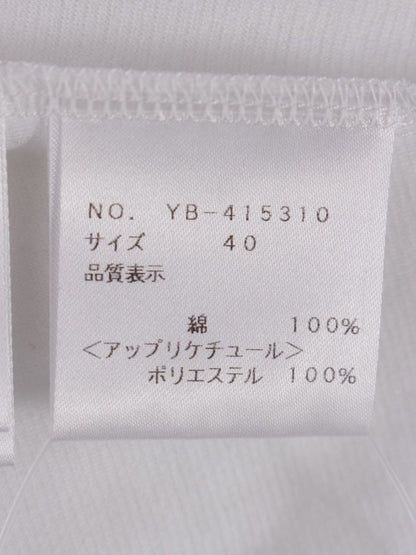 NO. YB-415310
サイズ 40
品質表示
綿 100%
<アップリケチュール>
ポリエステル 100%